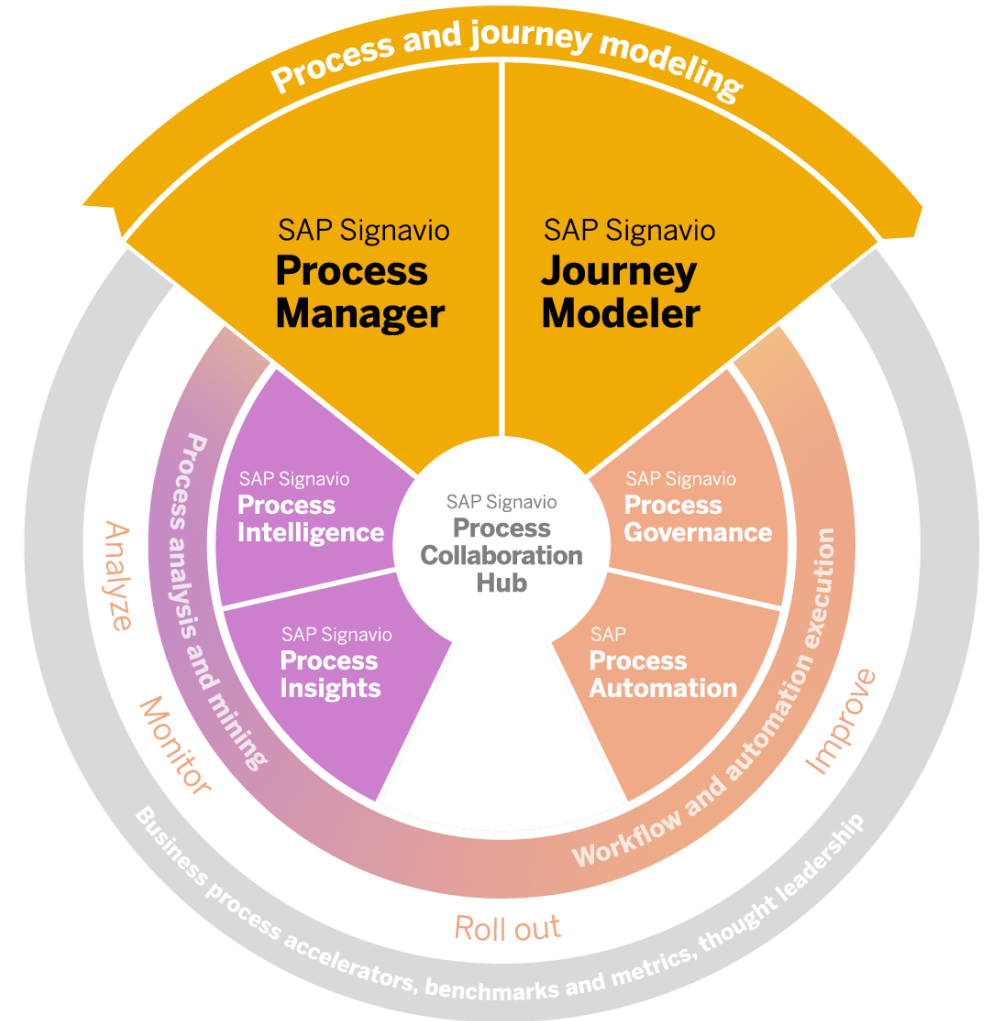 Process and journey modeling
SAP Signavio
Process
Manager
SAP Signavio
Journey
Modeler
SAP Signavio
Process
Intelligence
SAP Signavio
Process
Collaboration
Hub
SAP Signavio
Process
Governance
SAP Signavio
Process
Insights
SAP
Process
Automation
Process analysis and mining
Workflow and automation execution
Analyze
Monitor
Roll out
Improve
Business process accelerators, benchmarks and metrics, thought leadership